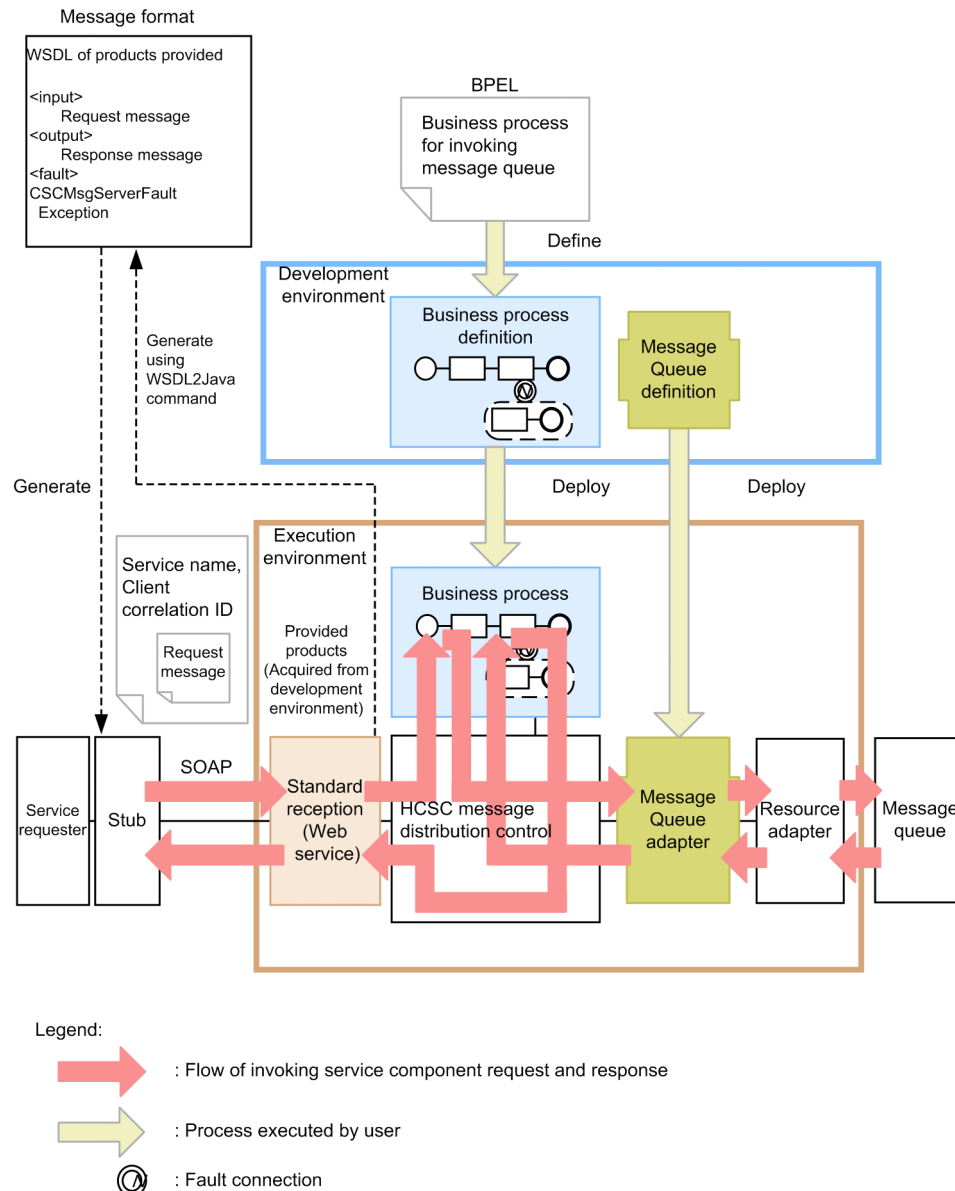 Message format
WSDL of products provided
<input>
Request message
<output>
Response message
<fault>
CSCMsgServerFault
Exception
BPEL
Business process
for invoking
message queue
Define
Development
environment
Business process
definition
Message
Queue
definition
Generate
using
WSDL2Java
command
Generate
Deploy
Deploy
Execution
environment
Service name,
Client
correlation ID
Request
message
Business process
Provided
products
(Acquired from
development
environment)
SOAP
Service
requester
Stub
Standard
reception
(Web
service)
HCSC message
distribution control
Message
Queue
adapter
Resource
adapter
Message
queue
Legend:
: Flow of invoking service component request and response
: Process executed by user
: Fault connection